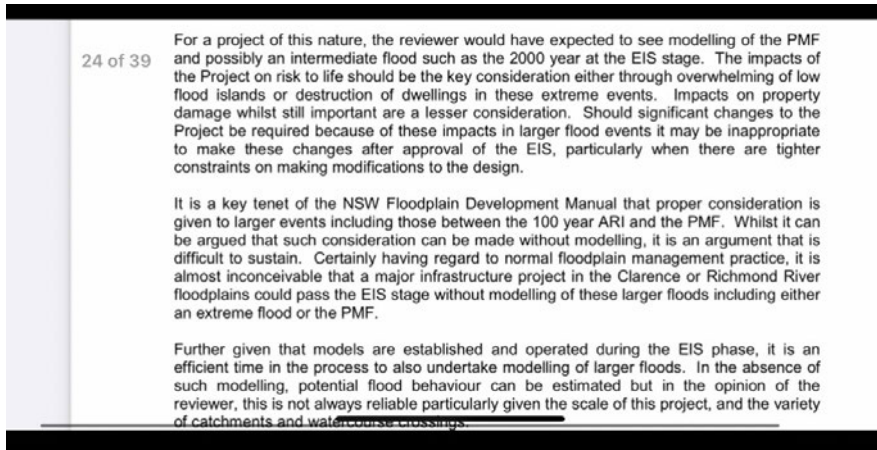 24 of 39
For a project of this nature, the reviewer would have expected to see modelling of the PMF
and possibly an intermediate flood such as the 2000 year at the EIS stage. The impacts of
the Project on risk to life should be the key consideration either through overwhelming of low
flood islands or destruction of dwellings in these extreme events. Impacts on property
damage whilst still important are a lesser consideration. Should significant changes to the
Project be required because of these impacts in larger flood events it may be inappropriate
to make these changes after approval of the EIS, particularly when there are tighter
constraints on making modifications to the design.
It is a key tenet of the NSW Floodplain Development Manual that proper consideration is
given to larger events including those between the 100 year ARI and the PMF. Whilst it can
be argued that such consideration can be made without modelling, it is an argument that is
difficult to sustain. Certainly having regard to normal floodplain management practice, it is
almost inconceivable that a major infrastructure project in the Clarence or Richmond River
floodplains could pass the EIS stage without modelling of these larger floods including either
an extreme flood or the PMF.
Further given that models are established and operated during the EIS phase, it is an
efficient time in the process to also undertake modelling of larger floods. In the absence of
such modelling, potential flood behaviour can be estimated but in the opinion of the
reviewer, this is not always reliable particularly given the scale of this project, and the variety
of catchments and watercourse crossings.